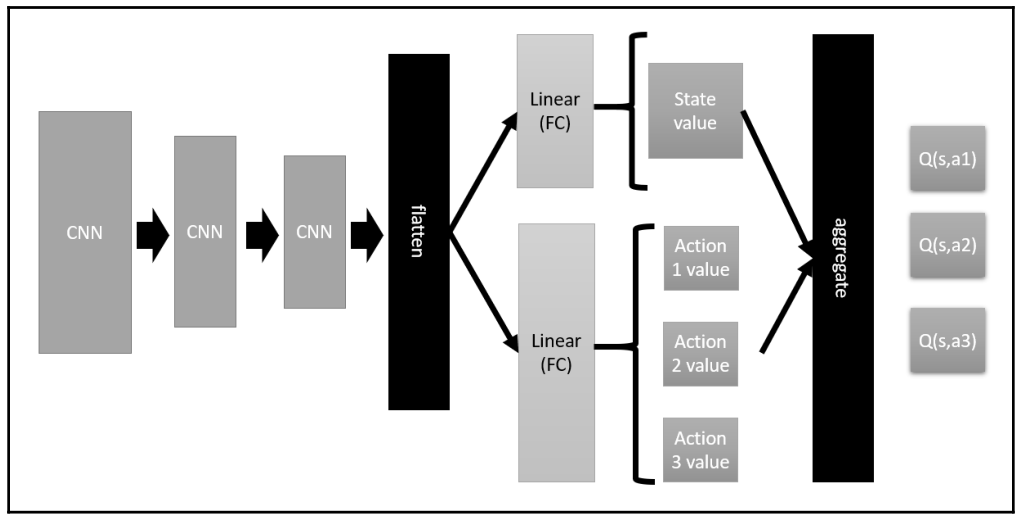 CNN
CNN
CNN
flatten
Linear
(FC)
State
value
Linear
(FC)
Action
1 value
Action
2 value
Action
3 value
aggregate
Q(s,a1)
Q(s,a2)
Q(s,a3)